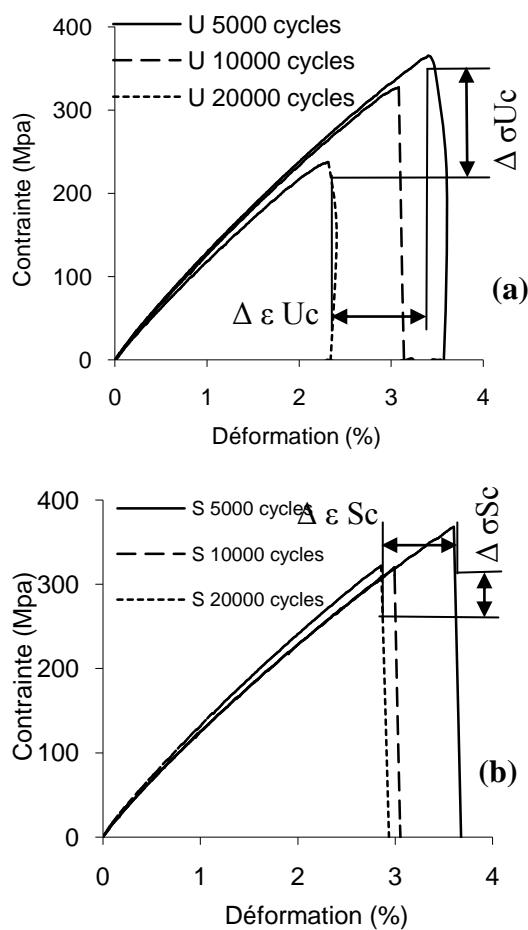 400
300
200
100
0
Contrainte (Mpa)
U 5000 cycles
U 10000 cycles
U 20000 cycles
Δ σUc
Δ ε Uc
(a)
0 1 2 3 4
Déformation (%)
400
300
200
100
0
Contrainte (Mpa)
S 5000 cycles
S 10000 cycles
S 20000 cycles
Δ ε Sc
Δ σSc
(b)
0 1 2 3 4
Déformation (%)